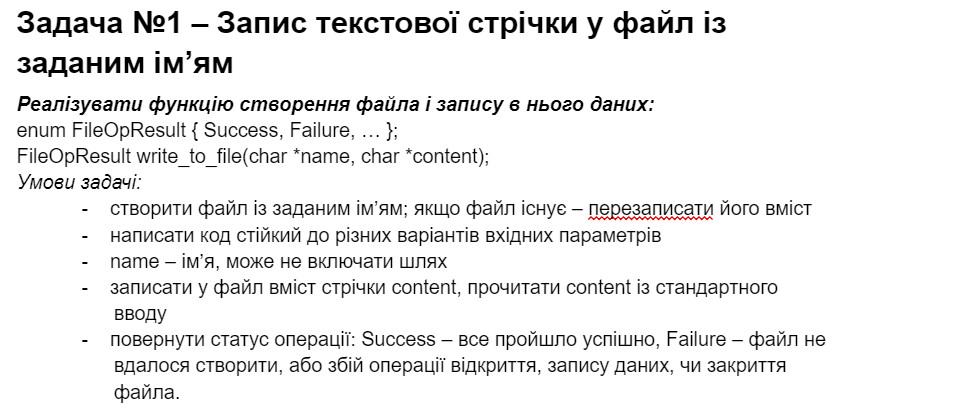 Задача №1 – Запис текстової стрічки у файл із
заданим ім’ям
Реалізувати функцію створення файла і запису в нього даних:
enum FileOpResult { Success, Failure, … };
FileOpResult write_to_file(char *name, char *content);
Умови задачі:
- створити файл із заданим ім’ям; якщо файл існує – перезаписати його вміст
- написати код стійкий до різних варіантів вхідних параметрів
- name – ім’я, може не включати шлях
- записати у файл вміст стрічки content, прочитати content із стандартного
вводу
- повернути статус операції: Success – все пройшло успішно, Failure – файл не
вдалося створити, або збій операції відкриття, запису даних, чи закриття
файла.